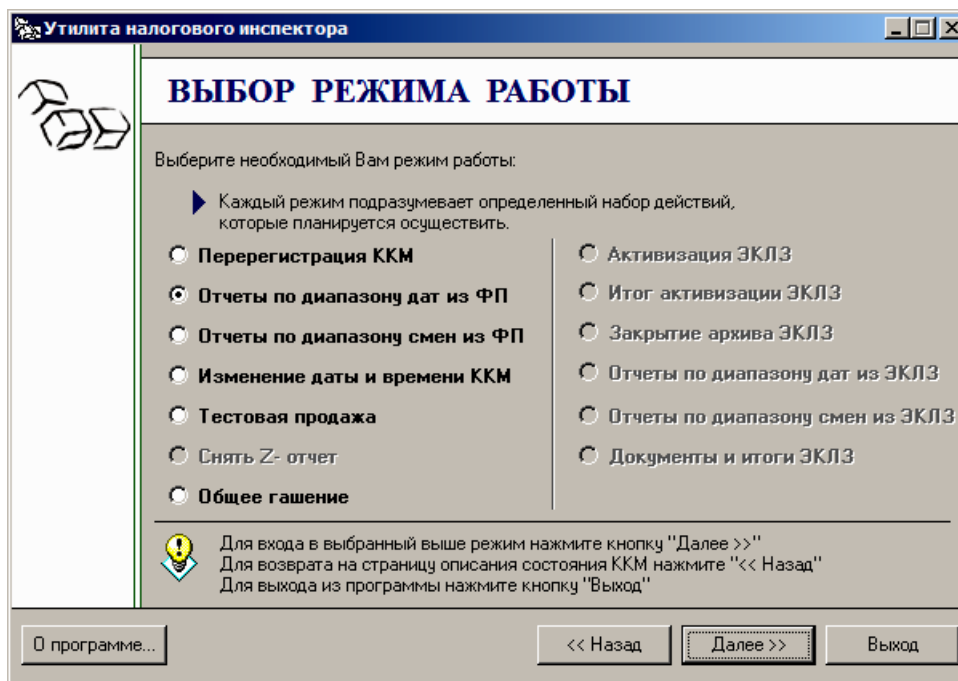 Утилита налогового инспектора
ВЫБОР РЕЖИМА РАБОТЫ
Выберите необходимый Вам режим работы:
Каждый режим подразумевает определенный набор действий,
которые планируется осуществить.
Перерегистрация ККМ
Отчеты по диапазону дат из ФП
Отчеты по диапазону смен из ФП
Изменение даты и времени ККМ
Тестовая продажа
Снять Z- отчет
Общее гашение
Активизация ЭКЛЗ
Итог активизации ЭКЛЗ
Закрытие архива ЭКЛЗ
Отчеты по диапазону дат из ЭКЛЗ
Отчеты по диапазону смен из ЭКЛЗ
Документы и итоги ЭКЛЗ
Для входа в выбранный выше режим нажмите кнопку "Далее >>"
Для возврата на страницу описания состояния ККМ нажмите "<< Назад"
Для выхода из программы нажмите кнопку "Выход"
О программе...
<< Назад
Далее >>
Выход